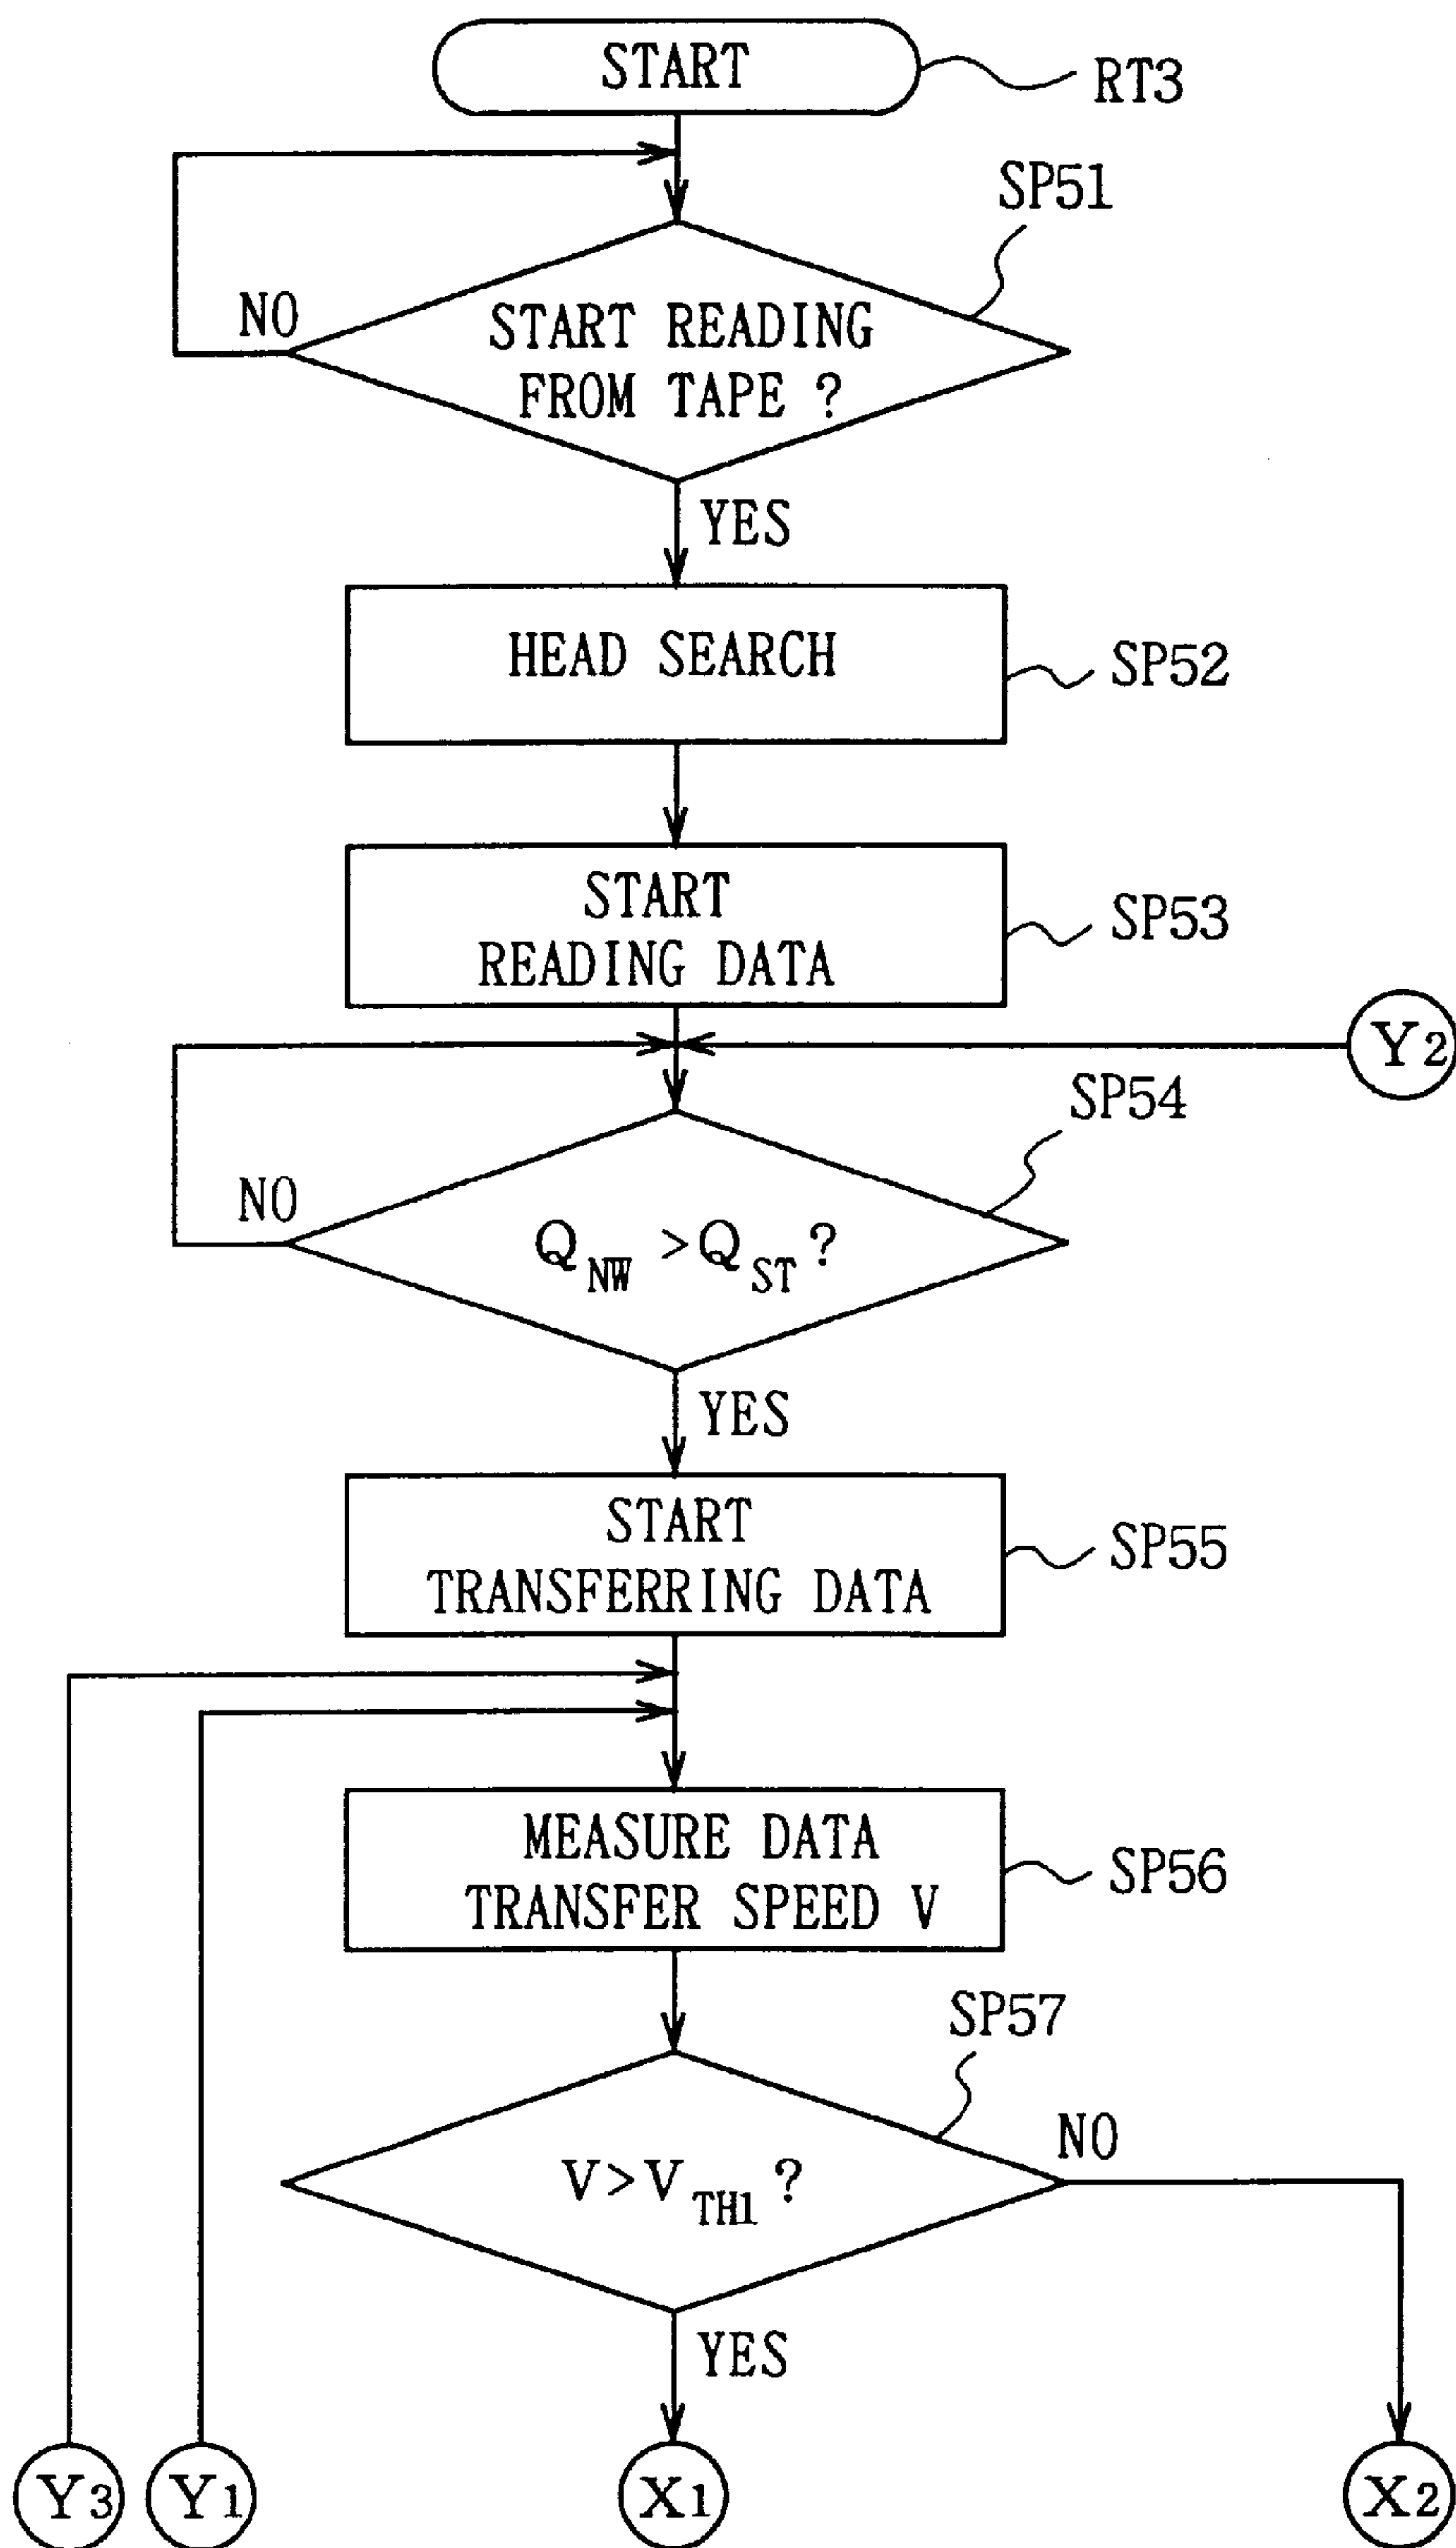 START
RT3
SP51
NO
START READING
FROM TAPE ?
YES
HEAD SEARCH
SP52
START
READING DATA
SP53
Y2
SP54
NO
QNW >QST ?
YES
START
TRANSFERRING DATA
SP55
MEASURE DATA
TRANSFER SPEED V
SP56
SP57
V>VTH1 ?
NO
YES
Y3
Y1
X1
X2